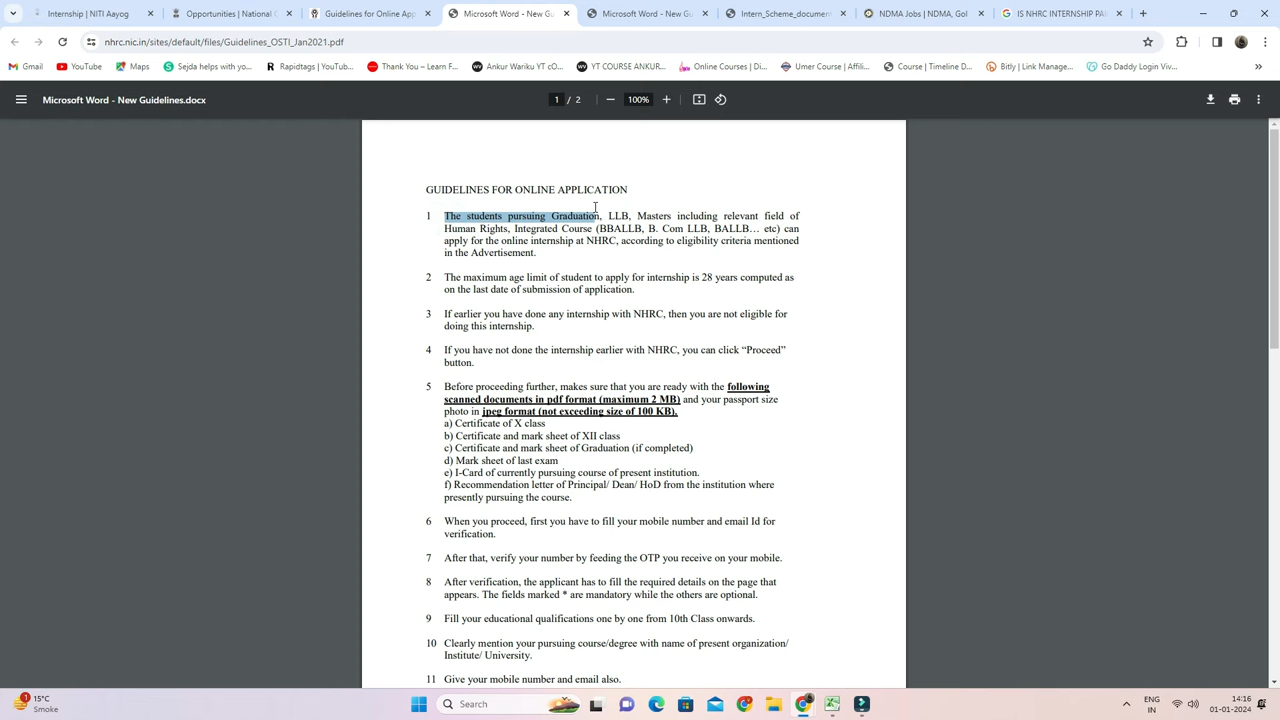 Internship | NITI Aayog
Opportunities | National C
Guidelines for Online App
Microsoft Word - New Gu
Microsoft Word - New Gu
Intern_Scheme_documen
NDMA Jobs | NDMA, GoI
IS NHRC INTERNSHIP PAI
nhrc.nic.in/sites/default/files/Guidelines_OSTI_Jan2021.pdf
Gmail
YouTube
Maps
Sejda helps with yo...
Rapidtags | YouTub...
Thank You – Learn F...
Ankur Wariku YT cO...
YT COURSE ANKUR...
Online Courses | Di...
Umer Course | Affili...
Course | Timeline D...
Bitly | Link Manage...
Go Daddy Login Viv...
Microsoft Word - New Guidelines.docx
1 / 2
100%
GUIDELINES FOR ONLINE APPLICATION
1 The students pursuing Graduation, LLB, Masters including relevant field of
Human Rights, Integrated Course (BBALLB, B. Com LLB, BALLB… etc) can
apply for the online internship at NHRC, according to eligibility criteria mentioned
in the Advertisement.
2 The maximum age limit of student to apply for internship is 28 years computed as
on the last date of submission of application.
3 If earlier you have done any internship with NHRC, then you are not eligible for
doing this internship.
4 If you have not done the internship earlier with NHRC, you can click “Proceed”
button.
5 Before proceeding further, makes sure that you are ready with the following
scanned documents in pdf format (maximum 2 MB) and your passport size
photo in jpeg format (not exceeding size of 100 KB).
a) Certificate of X class
b) Certificate and mark sheet of XII class
c) Certificate and mark sheet of Graduation (if completed)
d) Mark sheet of last exam
e) I-Card of currently pursuing course of present institution.
f) Recommendation letter of Principal/ Dean/ HoD from the institution where
presently pursuing the course.
6 When you proceed, first you have to fill your mobile number and email Id for
verification.
7 After that, verify your number by feeding the OTP you receive on your mobile.
8 After verification, the applicant has to fill the required details on the page that
appears. The fields marked * are mandatory while the others are optional.
9 Fill your educational qualifications one by one from 10th Class onwards.
10 Clearly mention your pursuing course/degree with name of present organization/
Institute/ University.
11 Give your mobile number and email also.
1
15°C
Smoke
Search
ENG
IN
14:16
01-01-2024